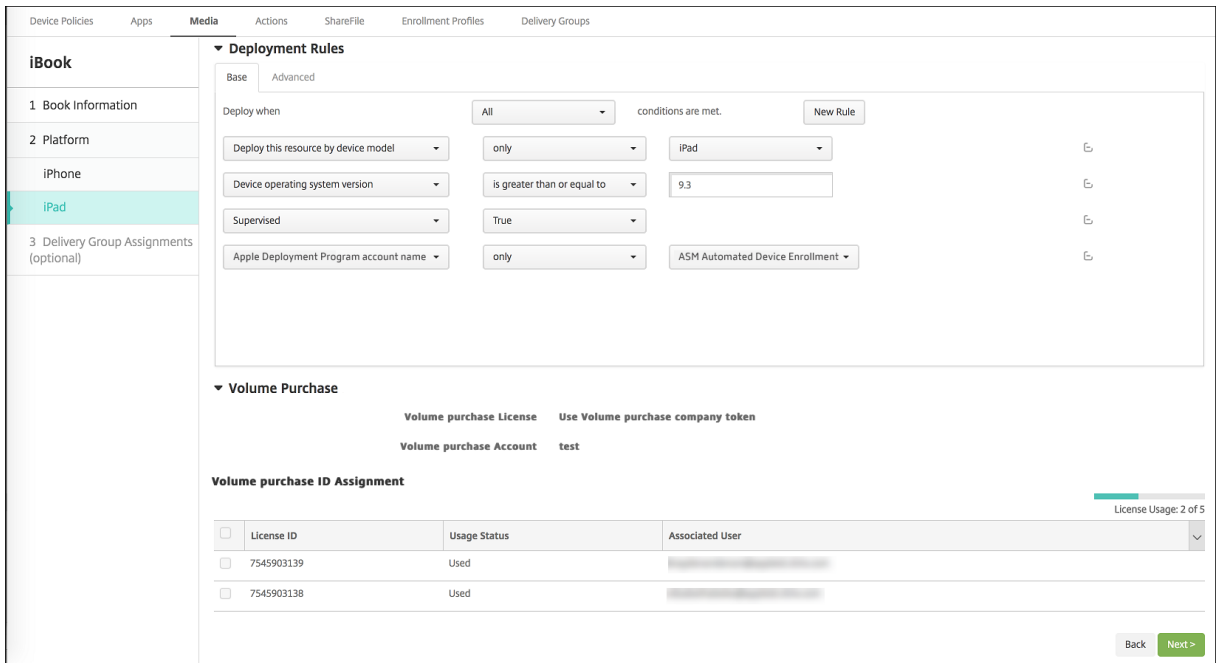 Device Policies Apps Media Actions ShareFile Enrollment Profiles Delivery Groups
iBook
1 Book Information
2 Platform
iPhone
iPad
3 Delivery Group Assignments
(optional)
Deployment Rules
Base Advanced
Deploy when All conditions are met. New Rule
Deploy this resource by device model only iPad
Device operating system version is greater than or equal to 9.3
Supervised True
Apple Deployment Program account name only ASM Automated Device Enrollment
Volume Purchase
Volume purchase License Use Volume purchase company token
Volume purchase Account test
Volume purchase ID Assignment
License Usage: 2 of 5
License ID Usage Status Associated User
7545903139 Used
7545903138 Used
Back Next >